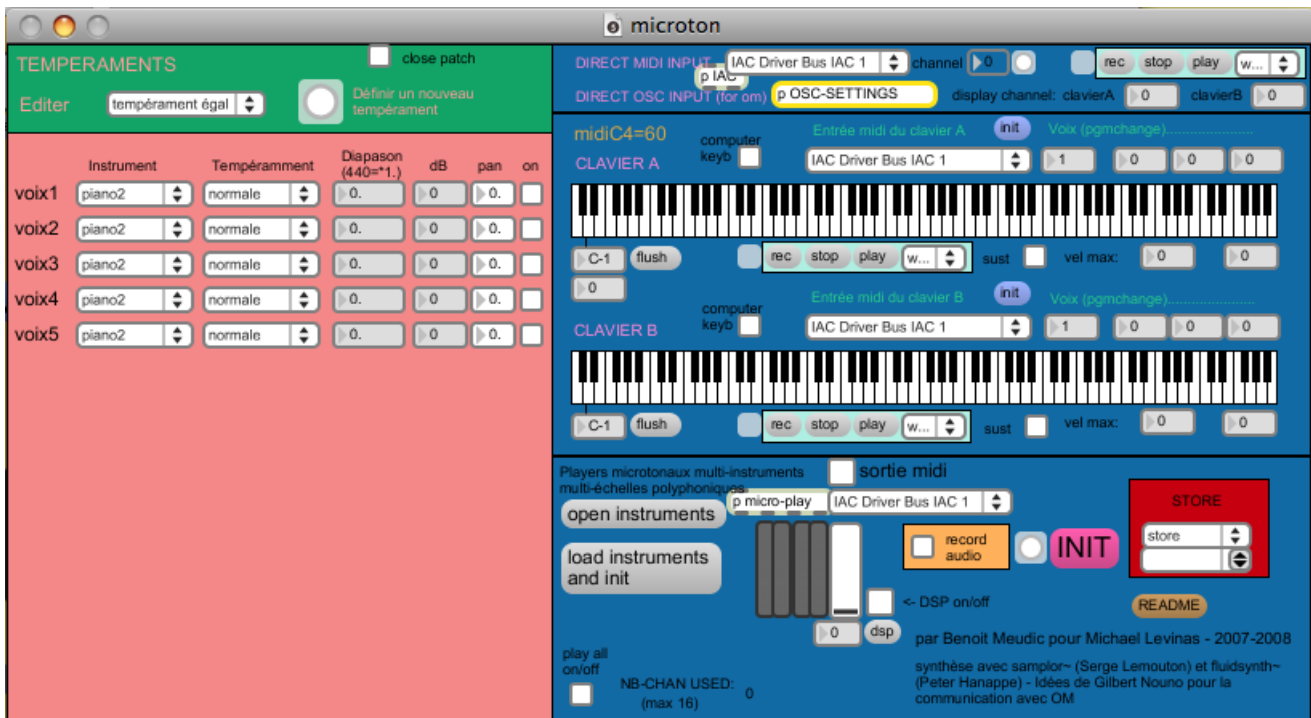 microton
TEMPERAMENTS
close patch
Editer
tempérament égal
Définir un nouveau
tempérament
Instrument
Tempéramment
Diapason
(440=*1.)
dB
pan
on
voix1 piano2 normale 0. 0 0.
voix2 piano2 normale 0. 0 0.
voix3 piano2 normale 0. 0 0.
voix4 piano2 normale 0. 0 0.
voix5 piano2 normale 0. 0 0.
DIRECT MIDI INPUT IAC Driver Bus IAC 1 channel 0 rec stop play w...
p IAC
DIRECT OSC INPUT (for om) p OSC-SETTINGS display channel: clavierA 0 clavierB 0
midiC4=60
computer
keyb
Entrée midi du clavier A init Voix (pgmchange).......................
CLAVIER A
IAC Driver Bus IAC 1 1 0 0 0
C-1 flush rec stop play w... sust vel max: 0 0
0
computer
keyb
Entrée midi du clavier B init Voix (pgmchange).......................
CLAVIER B
IAC Driver Bus IAC 1 1 0 0 0
C-1 flush rec stop play w... sust vel max: 0 0
Players microtonaux multi-instruments
multi-échelles polyphoniques
sortie midi
p micro-play IAC Driver Bus IAC 1
open instruments
load instruments
and init
record
audio
INIT
STORE
store
<- DSP on/off
README
0 dsp
par Benoit Meudic pour Michael Levinas - 2007-2008
synthèse avec samplor~ (Serge Lemouton) et fluidsynth~
(Peter Hanappe) - Idées de Gilbert Nouno pour la
communication avec OM
play all
on/off
NB-CHAN USED: 0
(max 16)